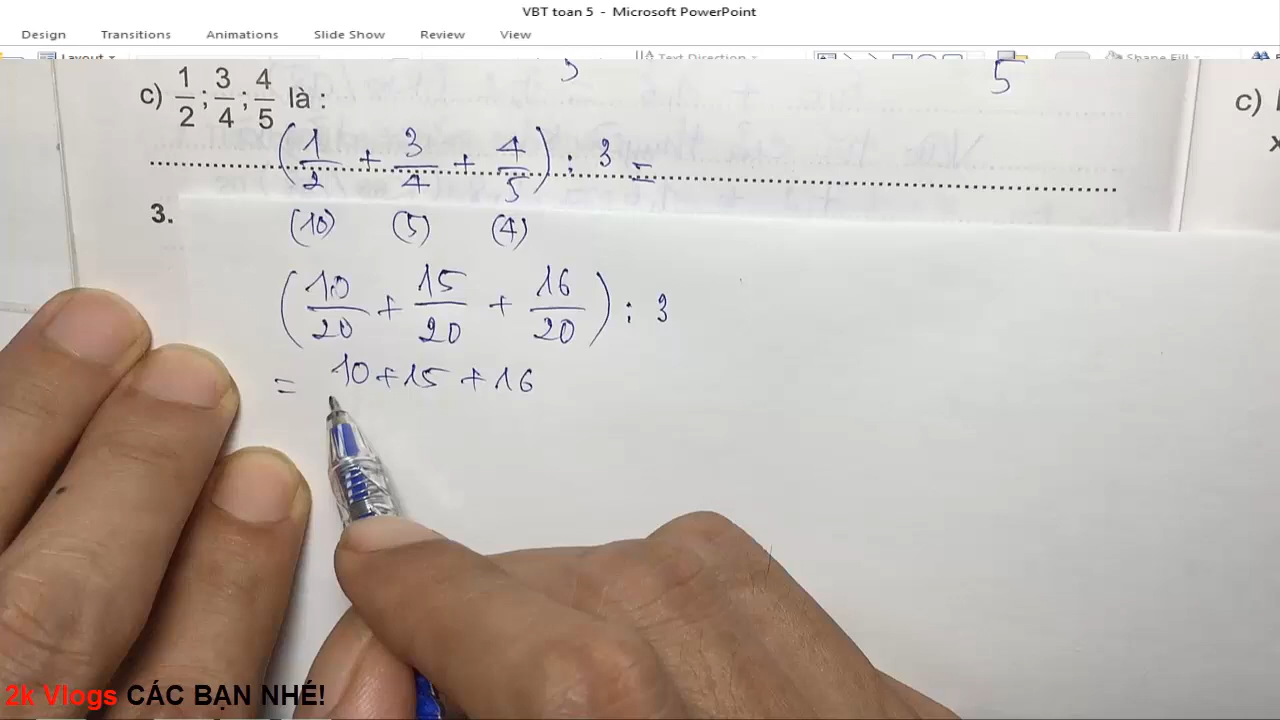 VBT toan 5 - Microsoft PowerPoint
Design Transitions Animations Slide Show Review View
Layout Text Direction Shape Fill
5
c) 1/2 ; 3/4 ; 4/5 là :
c)
(1/2 + 3/4 + 4/5) : 3 =
3.
(10) (5) (4)
(10/20 + 15/20 + 16/20) : 3
= 10 + 15 + 16
2k Vlogs CÁC BẠN NHÉ!